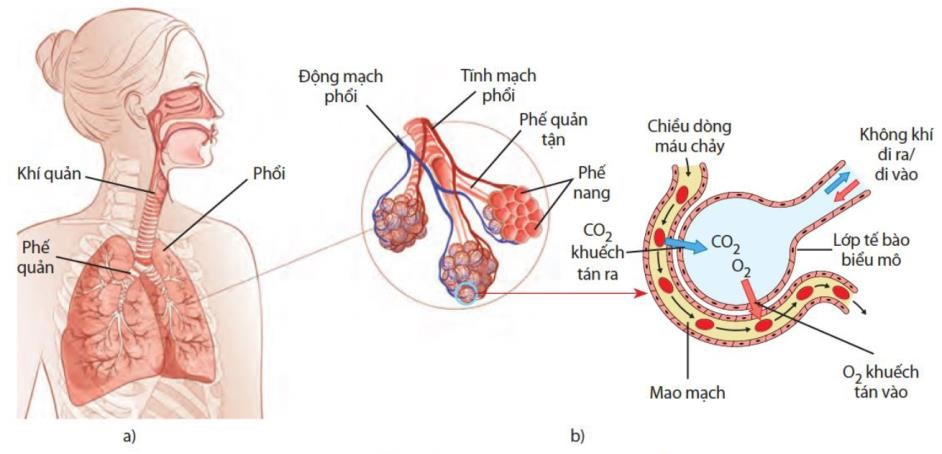 Khí quản
Phổi
Phế
quản
a)
Động mạch
phổi
Tĩnh mạch
phổi
Phế quản
tận
Phế
nang
Chiều dòng
máu chảy
Không khí
đi ra/
đi vào
CO2
khuếch
tán ra
CO2
O2
Lớp tế bào
biểu mô
Mao mạch
O2 khuếch
tán vào
b)